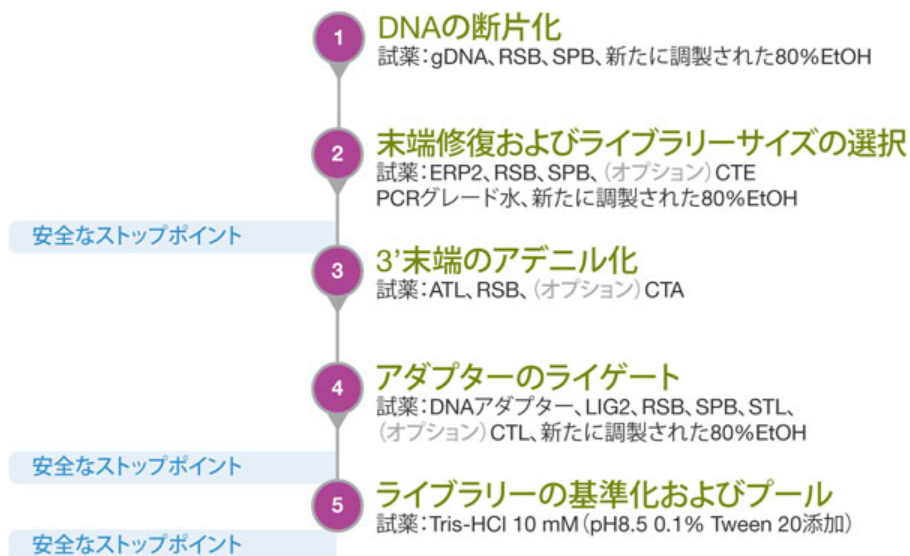 1
DNAの断片化
試薬：gDNA、RSB、SPB、新たに調製された80%EtOH
2
末端修復およびライブラリーサイズの選択
試薬：ERP2、RSB、SPB、（オプション）CTE
PCRグレード水、新たに調製された80%EtOH
安全なストップポイント
3
3’末端のアデニル化
試薬：ATL、RSB、（オプション）CTA
4
アダプターのライゲート
試薬：DNAアダプター、LIG2、RSB、SPB、STL、
（オプション）CTL、新たに調製された80%EtOH
安全なストップポイント
5
ライブラリーの基準化およびプール
試薬：Tris-HCl 10 mM（pH8.5 0.1% Tween 20添加）
安全なストップポイント